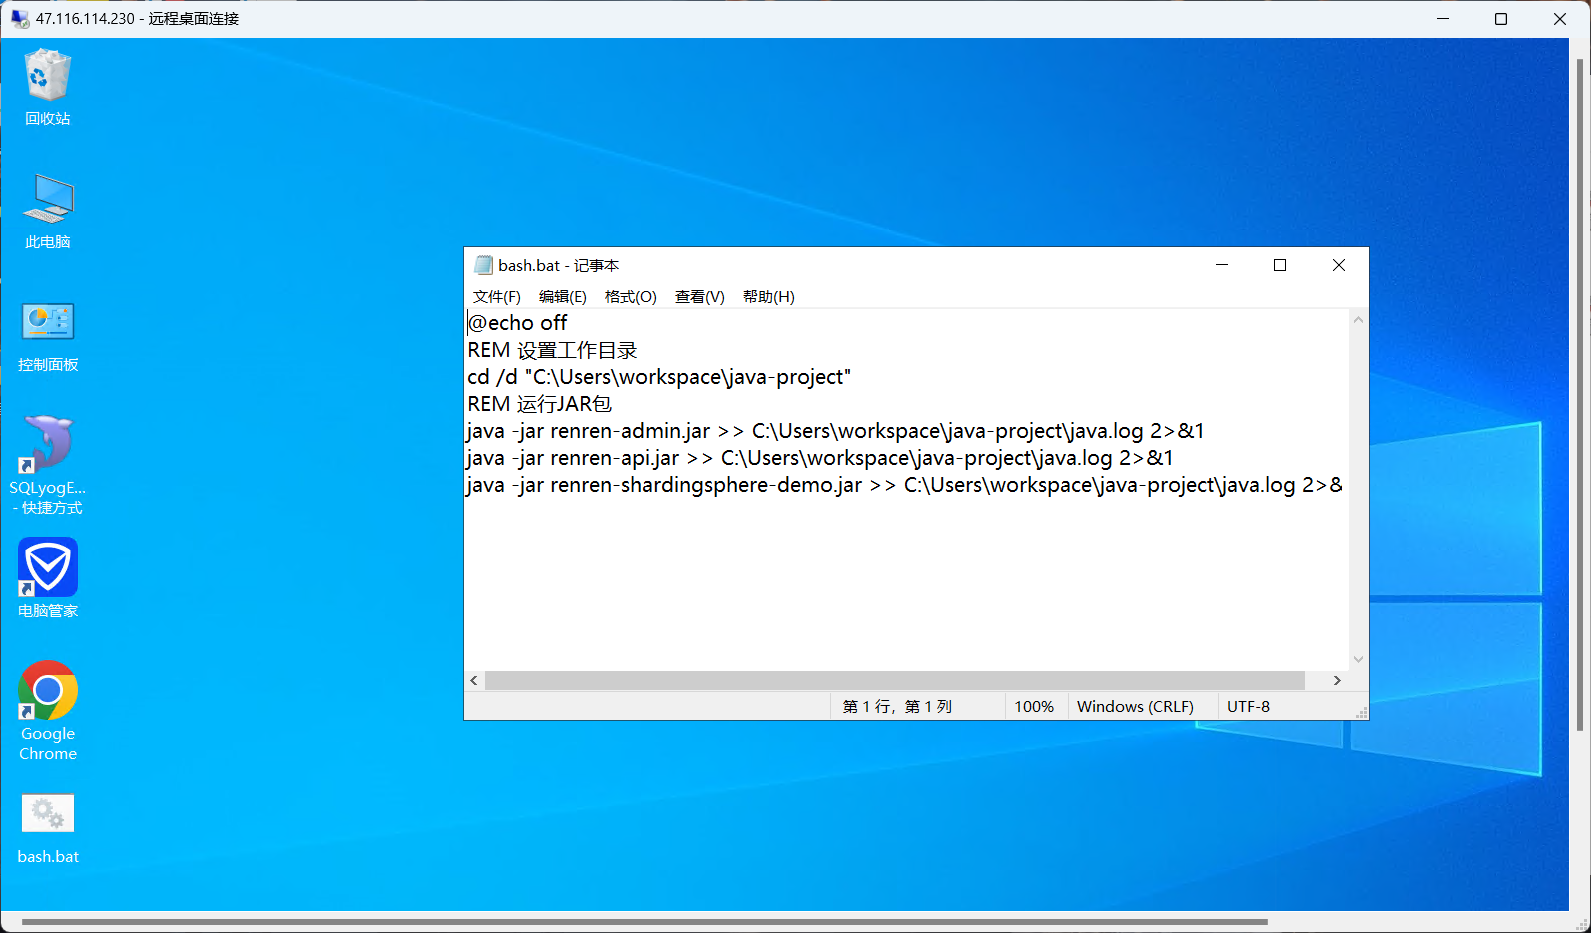 47.116.114.230 - 远程桌面连接
回收站
此电脑
控制面板
SQLyogE...
- 快捷方式
电脑管家
Google
Chrome
bash.bat
bash.bat - 记事本
文件(F) 编辑(E) 格式(O) 查看(V) 帮助(H)
@echo off
REM 设置工作目录
cd /d "C:\Users\workspace\java-project"
REM 运行JAR包
java -jar renren-admin.jar >> C:\Users\workspace\java-project\java.log 2>&1
java -jar renren-api.jar >> C:\Users\workspace\java-project\java.log 2>&1
java -jar renren-shardingsphere-demo.jar >> C:\Users\workspace\java-project\java.log 2>&
第 1 行，第 1 列 100% Windows (CRLF) UTF-8